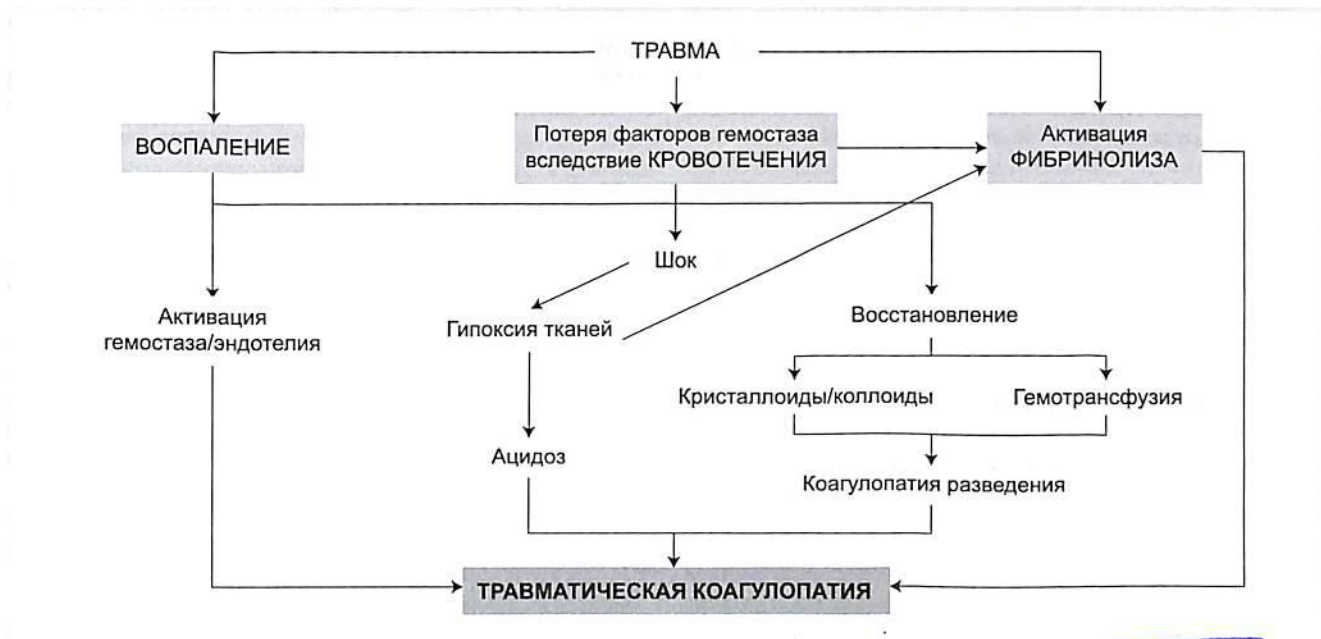 ТРАВМА
ВОСПАЛЕНИЕ
Потеря факторов гемостаза
вследствие КРОВОТЕЧЕНИЯ
Активация
ФИБРИНОЛИЗА
Шок
Активация
гемостаза/эндотелия
Гипоксия тканей
Восстановление
Кристаллоиды/коллоиды
Гемотрансфузия
Ацидоз
Коагулопатия разведения
ТРАВМАТИЧЕСКАЯ КОАГУЛОПАТИЯ